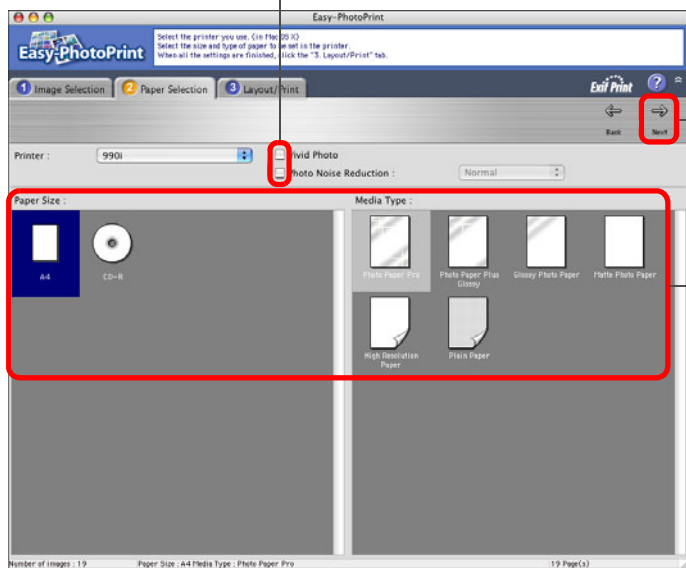 Easy-PhotoPrint
Easy-PhotoPrint
Select the printer you use. (in Mac OS X)
Select the size and type of paper to be set in the printer.
When all the settings are finished, click the "3. Layout/Print" tab.
1 Image Selection
2 Paper Selection
3 Layout/Print
Exif Print
?
Back
Next
Printer :
990i
Vivid Photo
Photo Noise Reduction :
Normal
Paper Size :
Media Type :
A4
CD-R
Photo Paper Pro
Photo Paper Plus
Glossy
Glossy Photo Paper
Matte Photo Paper
High Resolution
Paper
Plain Paper
Number of images : 19
Paper Size : A4 Media Type : Photo Paper Pro
19 Page(s)